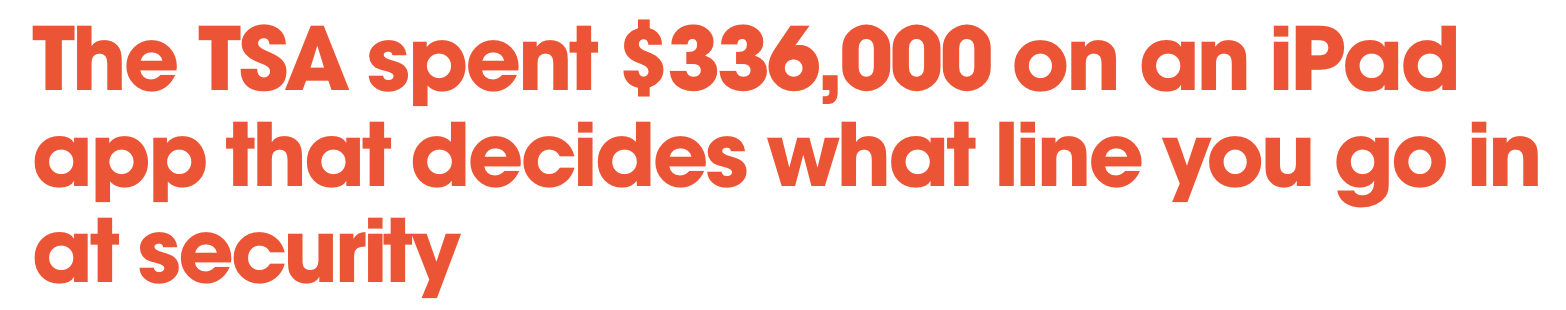 The TSA spent $336,000 on an iPad
app that decides what line you go in
at security